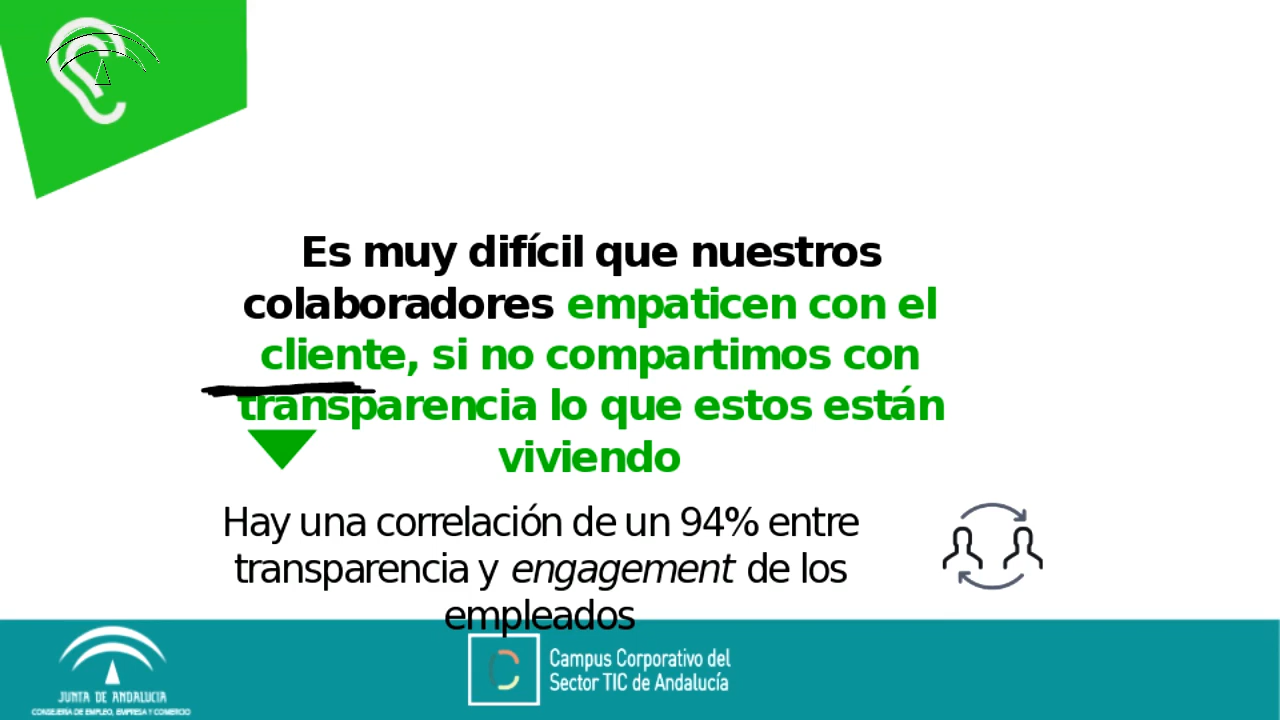 Es muy difícil que nuestros
colaboradores empaticen con el
cliente, si no compartimos con
transparencia lo que estos están
viviendo
Hay una correlación de un 94% entre
transparencia y engagement de los
empleados
JUNTA DE ANDALUCIA
CONSEJERÍA DE EMPLEO, EMPRESA Y COMERCIO
Campus Corporativo del
Sector TIC de Andalucía